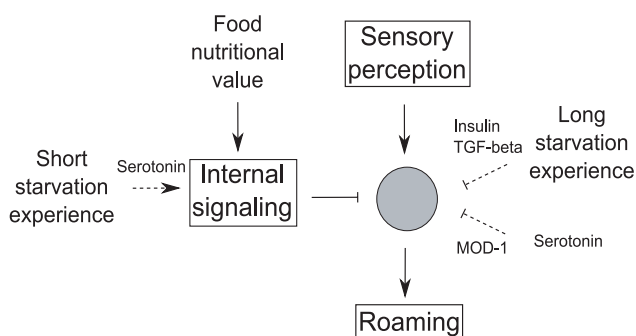 Food
nutritional
value
Sensory
perception
Short
starvation
experience
Serotonin
Internal
signaling
Insulin
TGF-beta
Long
starvation
experience
MOD-1
Serotonin
Roaming